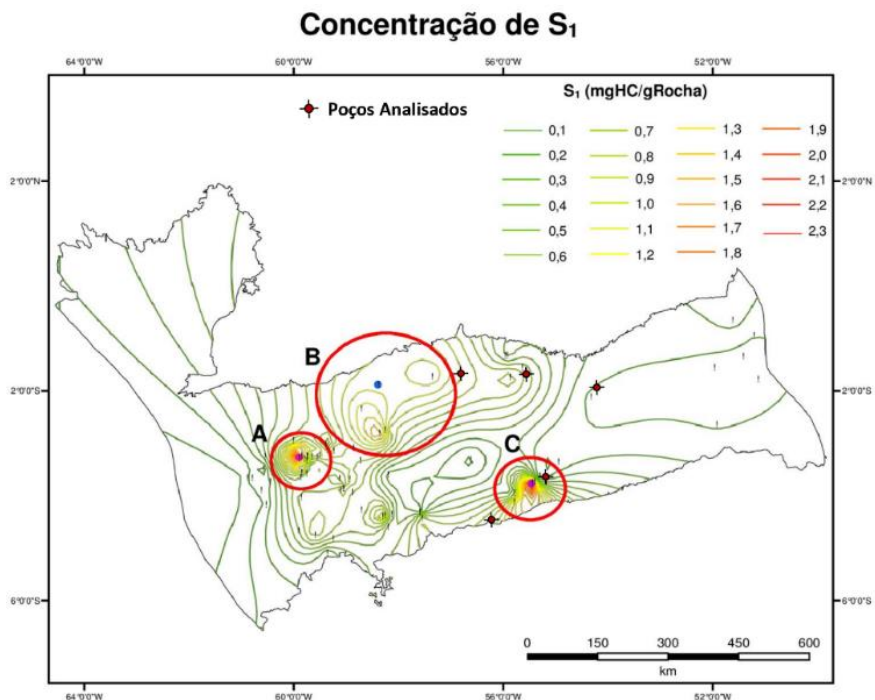 Concentração de S₁
64°0'0"W 60°0'0"W 56°0'0"W 52°0'0"W
Poços Analisados
S₁ (mgHC/gRocha)
0,1 0,7 1,3 1,9
0,2 0,8 1,4 2,0
0,3 0,9 1,5 2,1
0,4 1,0 1,6 2,2
0,5 1,1 1,7 2,3
0,6 1,2 1,8
2°0'0"N 2°0'0"N
B
2°0'0"S 2°0'0"S
A
C
6°0'0"S 6°0'0"S
0 150 300 450 600
km
64°0'0"W 60°0'0"W 56°0'0"W 52°0'0"W